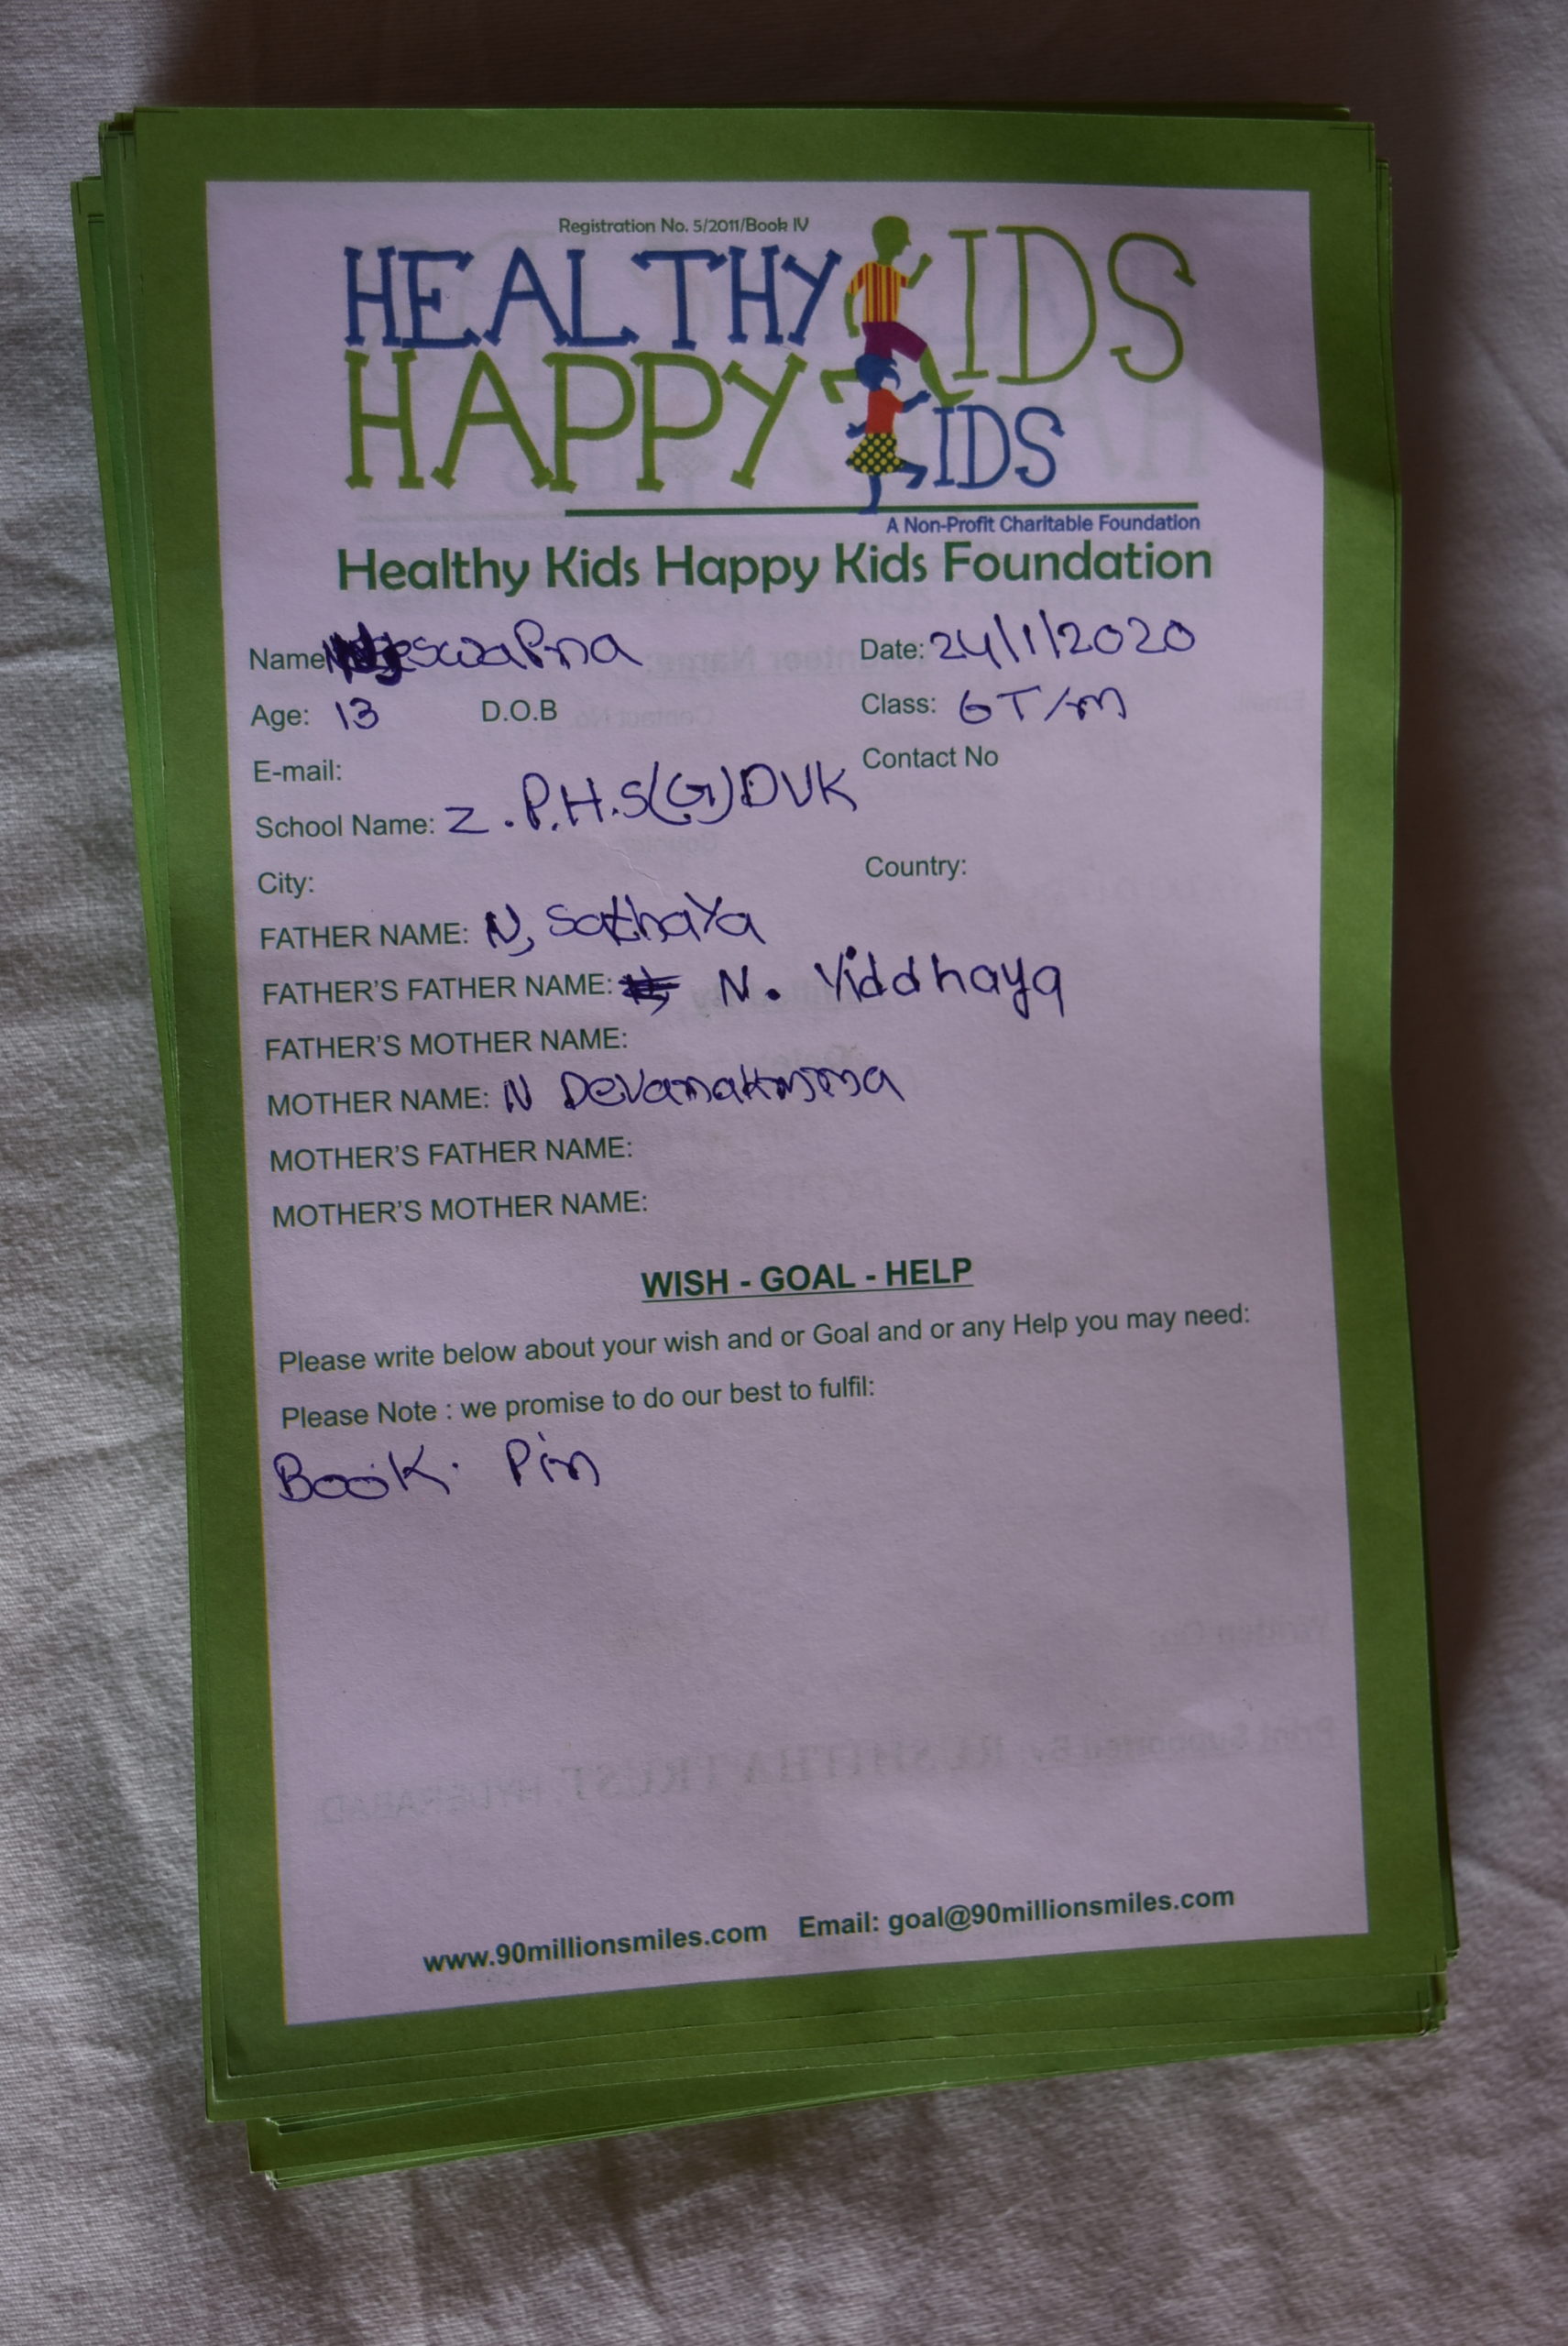 Registration No. 5/2011/Book IV
HEALTHY KIDS
HAPPY KIDS
A Non-Profit Charitable Foundation
Healthy Kids Happy Kids Foundation
Name swaPna Date: 24/1/2020
Age: 13 D.O.B Class: 6T/m
E-mail: Contact No
School Name: Z.P.H.S(G)DVK
City: Country:
FATHER NAME: N, SathaYa
FATHER'S FATHER NAME: N. Yiddhaya
FATHER'S MOTHER NAME:
MOTHER NAME: N
MOTHER'S FATHER NAME:
MOTHER'S MOTHER NAME:
WISH - GOAL - HELP
Please write below about your wish and or Goal and or any Help you may need:
Please Note : we promise to do our best to fulfil:
Book. Pin
www.90millionsmiles.com Email: goal@90millionsmiles.com